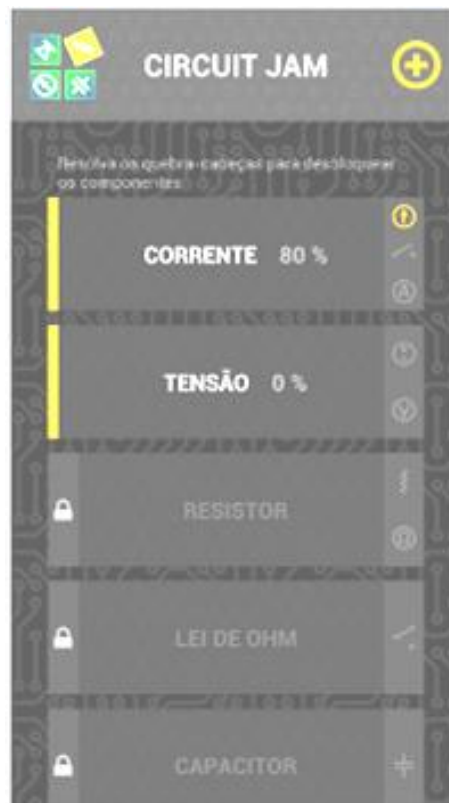 CIRCUIT JAM
Resolva os quebra-cabeças para desbloquear
os componentes
CORRENTE 80 %
A
TENSÃO 0 %
V
RESISTOR
Ω
LEI DE OHM
CAPACITOR